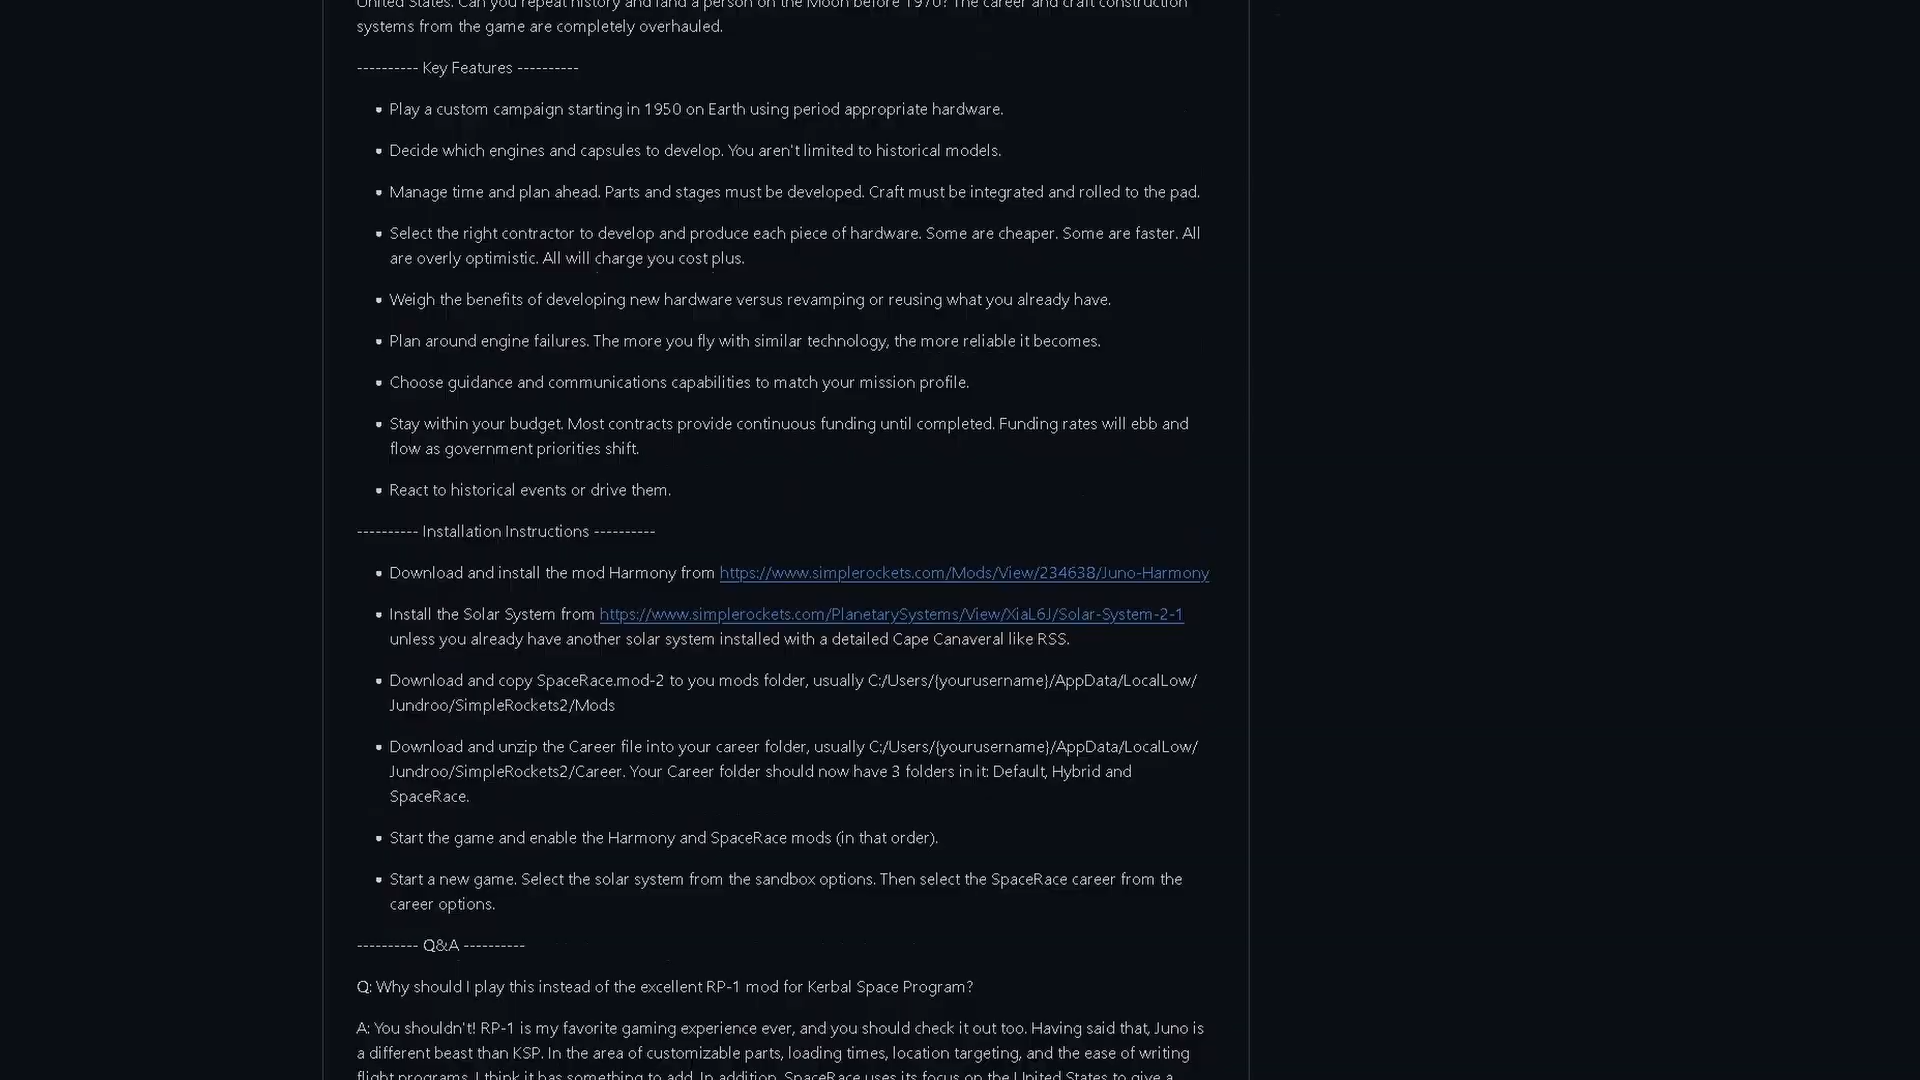 United States. Can you repeat history and land a person on the Moon before 1970? The career and craft construction
systems from the game are completely overhauled.
---------- Key Features ----------
Play a custom campaign starting in 1950 on Earth using period appropriate hardware.
Decide which engines and capsules to develop. You aren't limited to historical models.
Manage time and plan ahead. Parts and stages must be developed. Craft must be integrated and rolled to the pad.
Select the right contractor to develop and produce each piece of hardware. Some are cheaper. Some are faster. All
are overly optimistic. All will charge you cost plus.
Weigh the benefits of developing new hardware versus revamping or reusing what you already have.
Plan around engine failures. The more you fly with similar technology, the more reliable it becomes.
Choose guidance and communications capabilities to match your mission profile.
Stay within your budget. Most contracts provide continuous funding until completed. Funding rates will ebb and
flow as government priorities shift.
React to historical events or drive them.
---------- Installation Instructions ----------
Download and install the mod Harmony from https://www.simplerockets.com/Mods/View/234638/Juno-Harmony
Install the Solar System from https://www.simplerockets.com/PlanetarySystems/View/XiaL6J/Solar-System-2-1
unless you already have another solar system installed with a detailed Cape Canaveral like RSS.
Download and copy SpaceRace.mod-2 to you mods folder, usually C:/Users/{yourusername}/AppData/LocalLow/
Jundroo/SimpleRockets2/Mods
Download and unzip the Career file into your career folder, usually C:/Users/{yourusername}/AppData/LocalLow/
Jundroo/SimpleRockets2/Career. Your Career folder should now have 3 folders in it: Default, Hybrid and
SpaceRace.
Start the game and enable the Harmony and SpaceRace mods (in that order).
Start a new game. Select the solar system from the sandbox options. Then select the SpaceRace career from the
career options.
---------- Q&A ----------
Q: Why should I play this instead of the excellent RP-1 mod for Kerbal Space Program?
A: You shouldn't! RP-1 is my favorite gaming experience ever, and you should check it out too. Having said that, Juno is
a different beast than KSP. In the area of customizable parts, loading times, location targeting, and the ease of writing
flight programs, I think it has something to add. In addition, SpaceRace uses its focus on the United States to give a